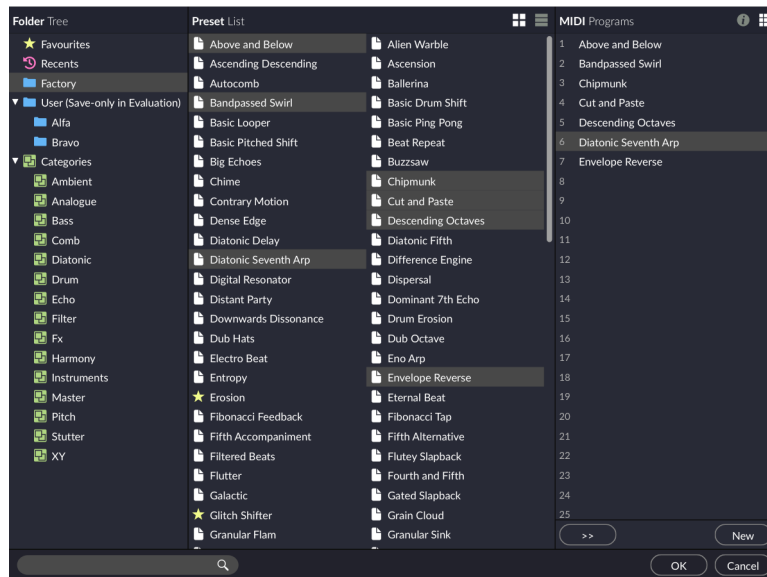 Folder Tree
Favourites
Recents
Factory
User (Save-only in Evaluation)
Alfa
Bravo
Categories
Ambient
Analogue
Bass
Comb
Diatonic
Drum
Echo
Filter
Fx
Harmony
Instruments
Master
Pitch
Stutter
XY
Preset List
Above and Below
Alien Warble
Ascending Descending
Ascension
Autocomb
Ballerina
Bandpassed Swirl
Basic Drum Shift
Basic Looper
Basic Ping Pong
Basic Pitched Shift
Beat Repeat
Big Echoes
Buzzsaw
Chime
Chipmunk
Contrary Motion
Cut and Paste
Dense Edge
Descending Octaves
Diatonic Delay
Diatonic Fifth
Diatonic Seventh Arp
Difference Engine
Digital Resonator
Dispersal
Distant Party
Dominant 7th Echo
Downwards Dissonance
Drum Erosion
Dub Hats
Dub Octave
Electro Beat
Eno Arp
Entropy
Envelope Reverse
Erosion
Eternal Beat
Fibonacci Feedback
Fibonacci Tap
Fifth Accompaniment
Fifth Alternative
Filtered Beats
Flutey Slapback
Flutter
Fourth and Fifth
Galactic
Gated Slapback
Glitch Shifter
Grain Cloud
Granular Flam
Granular Sink
MIDI Programs
1 Above and Below
2 Bandpassed Swirl
3 Chipmunk
4 Cut and Paste
5 Descending Octaves
6 Diatonic Seventh Arp
7 Envelope Reverse
8
9
10
11
12
13
14
15
16
17
18
19
20
21
22
23
24
25
>>
New
OK
Cancel